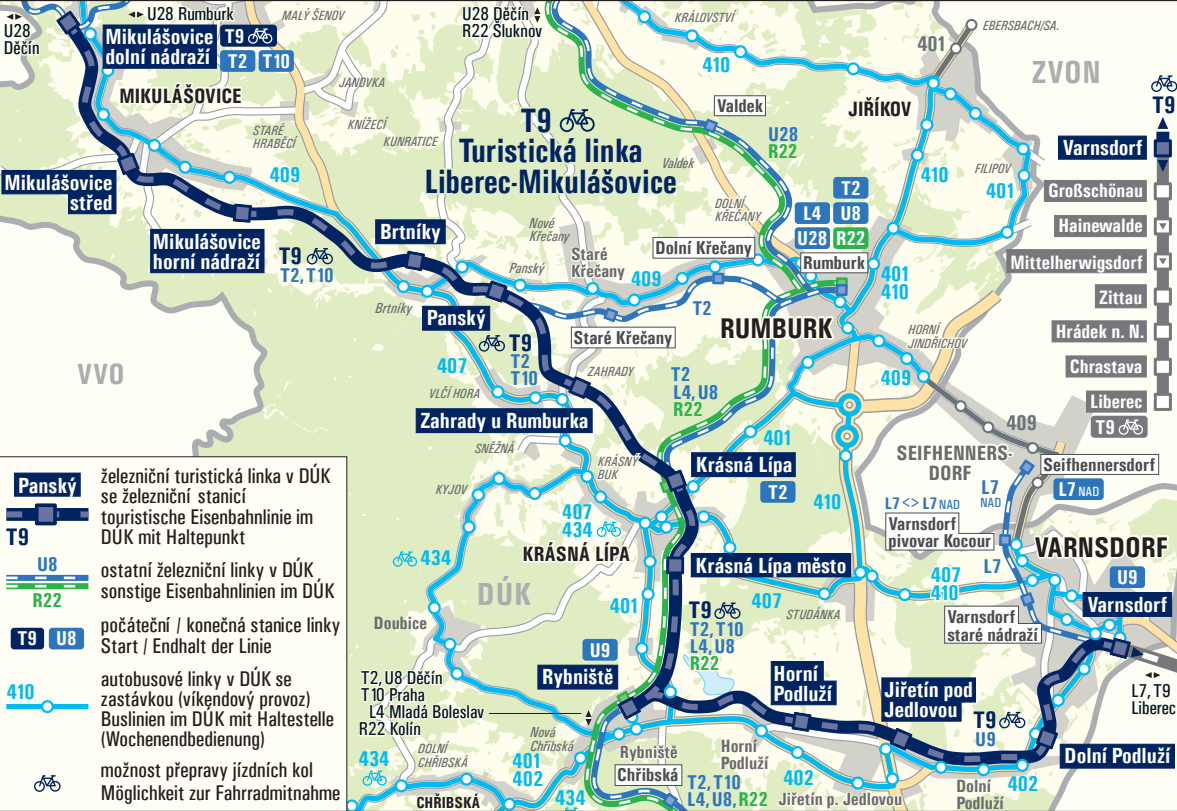 U28
Děčín
U28 Rumburk
Mikulášovice
dolní nádraží
T9
T2 T10
MIKULÁŠOVICE
MALÝ ŠENOV
JANDOVKA
KNÍŽECÍ
KUNRATICE
STARÉ
HRABĚCÍ
409
Mikulášovice
střed
Mikulášovice
horní nádraží
T9
T2, T10
Brtníky
Brtníky
U28 Děčín
R22 Šluknov
T9
Turistická linka
Liberec-Mikulášovice
KRÁLOVSTVÍ
410
Valdek
Valdek
U28
R22
401
EBERSBACH/SA.
ZVON
JIŘÍKOV
410
FILIPOV
401
DOLNÍ
KŘEČANY
T2
L4 U8
U28 R22
Rumburk
401
410
Nové
Křečany
Panský
Staré
Křečany
409
Dolní Křečany
T2
Staré Křečany
RUMBURK
HORNÍ
JINDŘICHOV
409
409
T9
Varnsdorf
Großschönau
Hainewalde
Mittelherwigsdorf
Zittau
Hrádek n. N.
Chrastava
Liberec
T9
Panský
T9
T2
T10
ZAHRADY
407
VLČÍ HORA
VVO
Zahrady u Rumburka
SNĚŽNÁ
KRÁSNÝ
BUK
KYJOV
T2
L4, U8
R22
401
Krásná Lípa
T2
407
434
434
KRÁSNÁ LÍPA
DÚK
401
Doubice
Krásná Lípa město
407
STUDÁNKA
410
SEIFHENNERS-
DORF
Seifhennersdorf
L7 NAD
L7
NAD
L7 <> L7 NAD
Varnsdorf
pivovar Kocour
L7
VARNSDORF
U9
Varnsdorf
407
410
Varnsdorf
staré nádraží
L7, T9
Liberec
T9
T2, T10
L4, U8
R22
U9
Rybniště
T2, U8 Děčín
T10 Praha
L4 Mladá Boleslav
R22 Kolín
Horní
Podluží
Jiřetín pod
Jedlovou
T9
U9
Dolní Podluží
434
DOLNÍ
CHŘIBSKÁ
Nová
Chřibská
401
402
CHŘIBSKÁ
434
Rybniště
Chřibská
T2, T10
L4, U8, R22
Horní
Podluží
402
Jiřetín p. Jedlovou
Dolní
Podluží
402
Panský
T9
železniční turistická linka v DÚK
se železniční stanicí
touristische Eisenbahnlinie im
DÚK mit Haltepunkt
U8
R22
ostatní železniční linky v DÚK
sonstige Eisenbahnlinien im DÚK
T9 U8
počáteční / konečná stanice linky
Start / Endhalt der Linie
410
autobusové linky v DÚK se
zastávkou (víkendový provoz)
Buslinien im DÚK mit Haltestelle
(Wochenendbedienung)
možnost přepravy jízdních kol
Möglichkeit zur Fahrradmitnahme